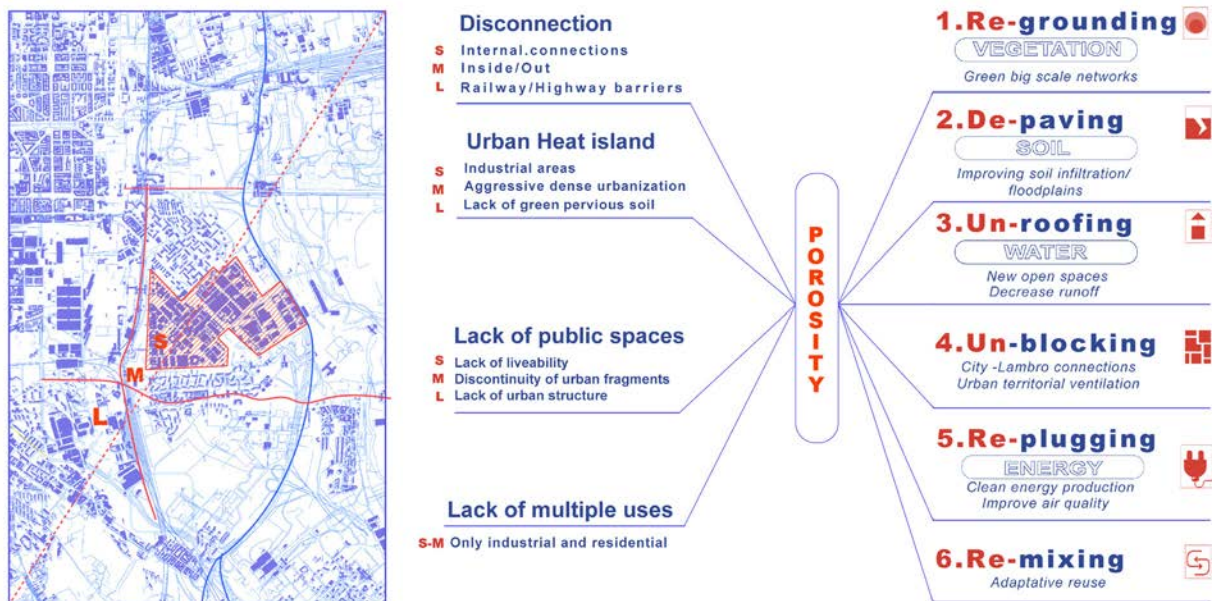 S
M
L
Disconnection
S Internal.connections
M Inside/Out
L Railway/Highway barriers
Urban Heat island
S Industrial areas
M Aggressive dense urbanization
L Lack of green pervious soil
Lack of public spaces
S Lack of liveability
M Discontinuity of urban fragments
L Lack of urban structure
Lack of multiple uses
S-M Only industrial and residential
POROSITY
1.Re-grounding
VEGETATION
Green big scale networks
2.De-paving
SOIL
Improving soil infiltration/
floodplains
3.Un-roofing
WATER
New open spaces
Decrease runoff
4.Un-blocking
City -Lambro connections
Urban territorial ventilation
5.Re-plugging
ENERGY
Clean energy production
Improve air quality
6.Re-mixing
Adaptative reuse